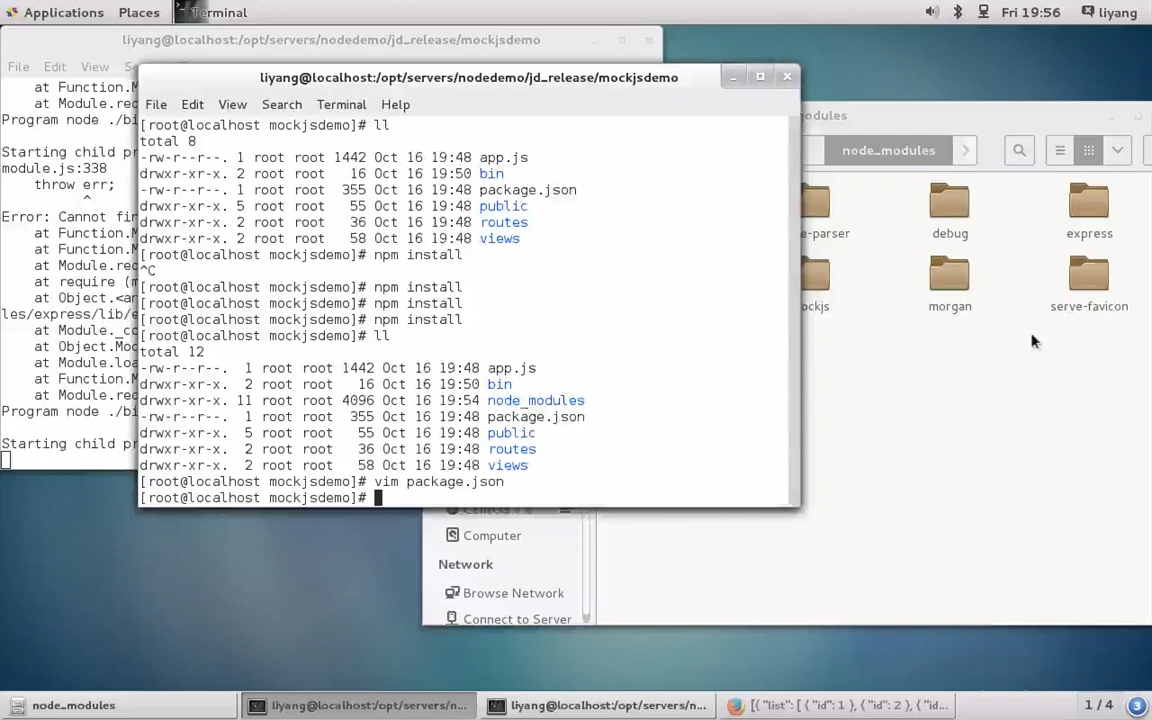 Applications Places Terminal Fri 19:56 liyang
liyang@localhost:/opt/servers/nodedemo/jd_release/mockjsdemo
File Edit View
at Function.M
at Module.req
Program node ./b
Starting child pr
module.js:338
throw err;
^
Error: Cannot fin
at Function.M
at Function.M
at Module.req
at require (m
at Object.<an
les/express/lib/e
at Module._co
at Object.Mod
at Module.loa
at Function.M
at Module.req
Program node ./bi
Starting child pr
liyang@localhost:/opt/servers/nodedemo/jd_release/mockjsdemo
File Edit View Search Terminal Help
[root@localhost mockjsdemo]# ll
total 8
-rw-r--r--. 1 root root 1442 Oct 16 19:48 app.js
drwxr-xr-x. 2 root root 16 Oct 16 19:50 bin
-rw-r--r--. 1 root root 355 Oct 16 19:48 package.json
drwxr-xr-x. 5 root root 55 Oct 16 19:48 public
drwxr-xr-x. 2 root root 36 Oct 16 19:48 routes
drwxr-xr-x. 2 root root 58 Oct 16 19:48 views
[root@localhost mockjsdemo]# npm install
^C
[root@localhost mockjsdemo]# npm install
[root@localhost mockjsdemo]# npm install
[root@localhost mockjsdemo]# npm install
[root@localhost mockjsdemo]# ll
total 12
-rw-r--r--. 1 root root 1442 Oct 16 19:48 app.js
drwxr-xr-x. 2 root root 16 Oct 16 19:50 bin
drwxr-xr-x. 11 root root 4096 Oct 16 19:54 node_modules
-rw-r--r--. 1 root root 355 Oct 16 19:48 package.json
drwxr-xr-x. 5 root root 55 Oct 16 19:48 public
drwxr-xr-x. 2 root root 36 Oct 16 19:48 routes
drwxr-xr-x. 2 root root 58 Oct 16 19:48 views
[root@localhost mockjsdemo]# vim package.json
[root@localhost mockjsdemo]#
odules
node_modules
e-parser debug express
ockjs morgan serve-favicon
Computer
Network
Browse Network
Connect to Server
node_modules liyang@localhost:/opt/servers/n... liyang@localhost:/opt/servers/n... [{ "list": [ { "id": 1 }, { "id": 2 }, { "id... 1 / 4 3